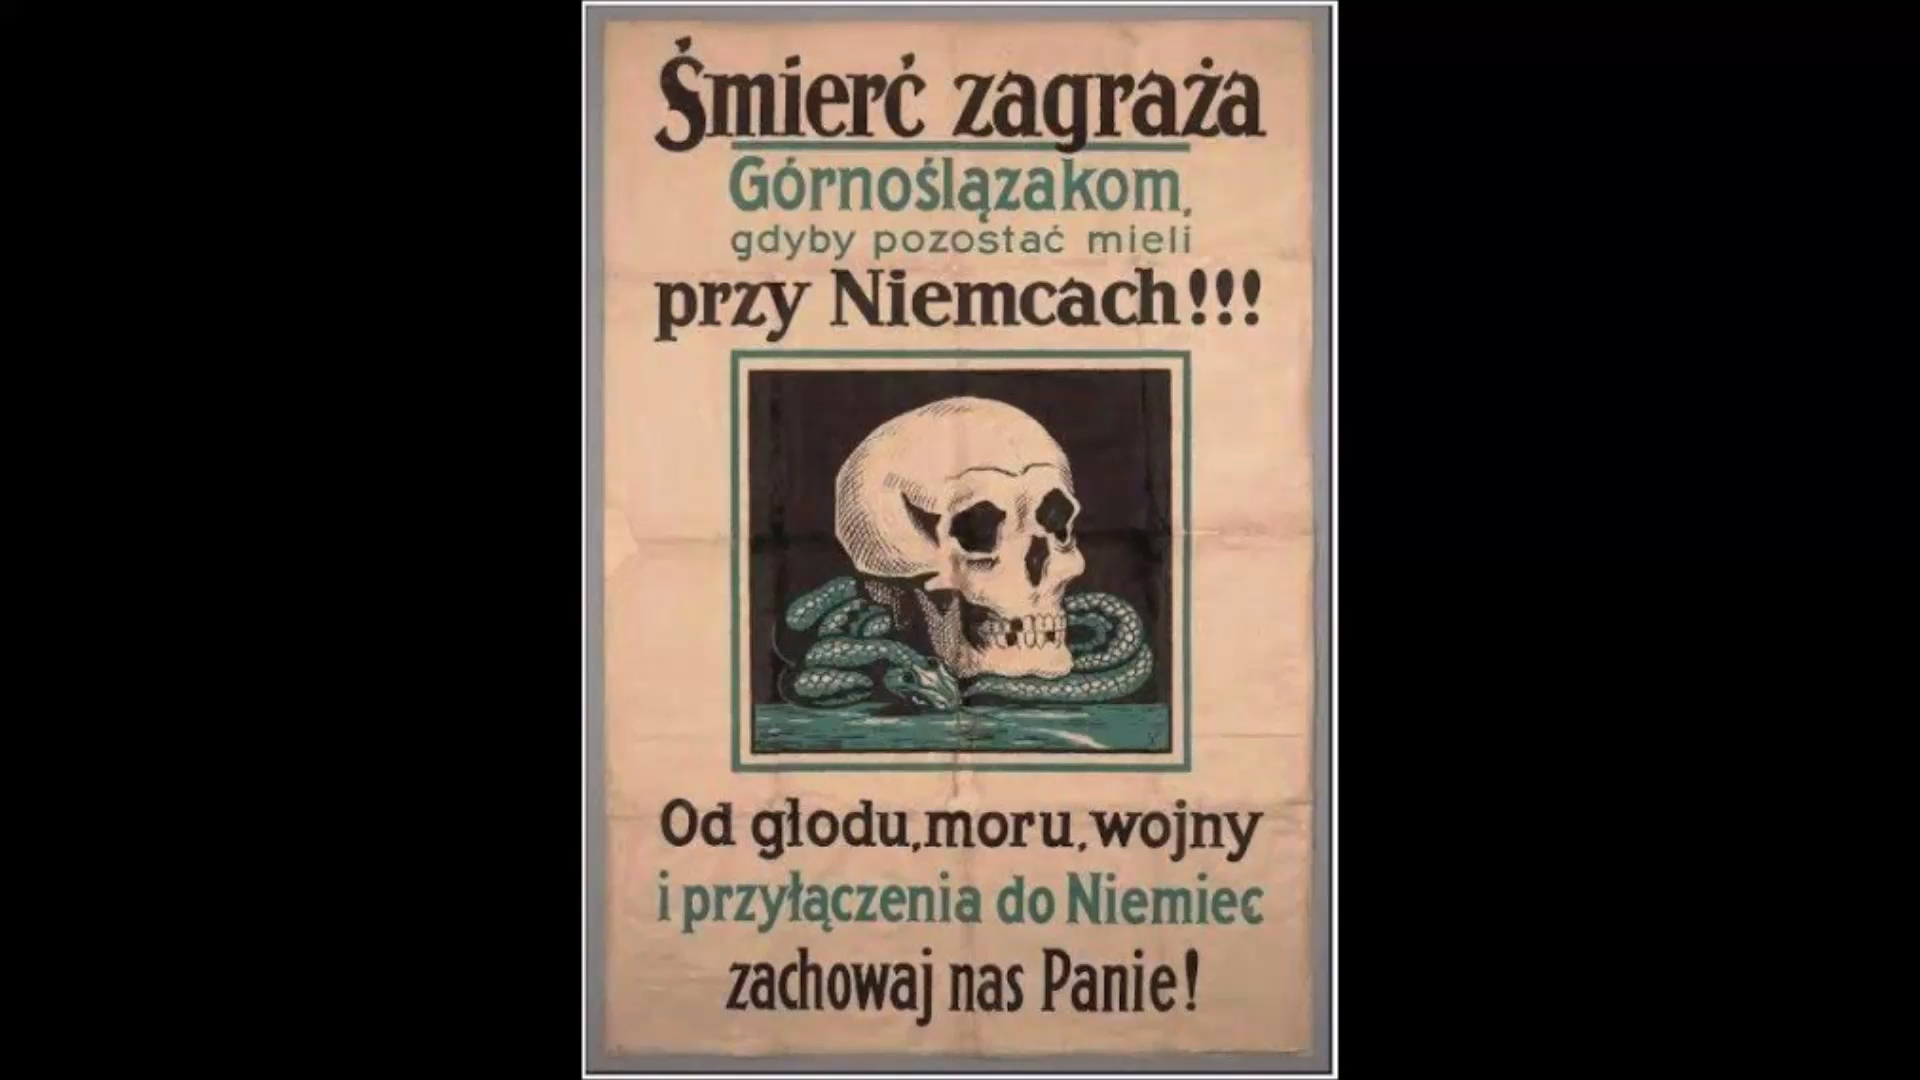 Śmierć zagraża
Górnoślązakom,
gdyby pozostać mieli
przy Niemcach!!!
Od głodu, moru, wojny
i przyłączenia do Niemiec
zachowaj nas Panie!